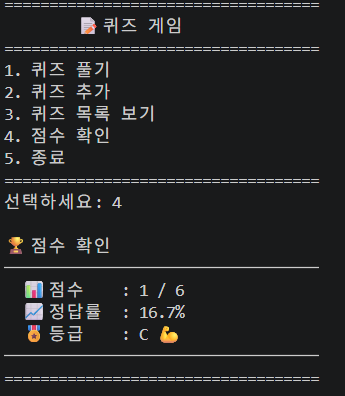 ===================================
📝 퀴즈 게임
===================================
1. 퀴즈 풀기
2. 퀴즈 추가
3. 퀴즈 목록 보기
4. 점수 확인
5. 종료
===================================
선택하세요: 4
🏆 점수 확인
───────────────────────────────────
📊 점수 : 1 / 6
📈 정답률 : 16.7%
🏅 등급 : C 💪
───────────────────────────────────
===================================